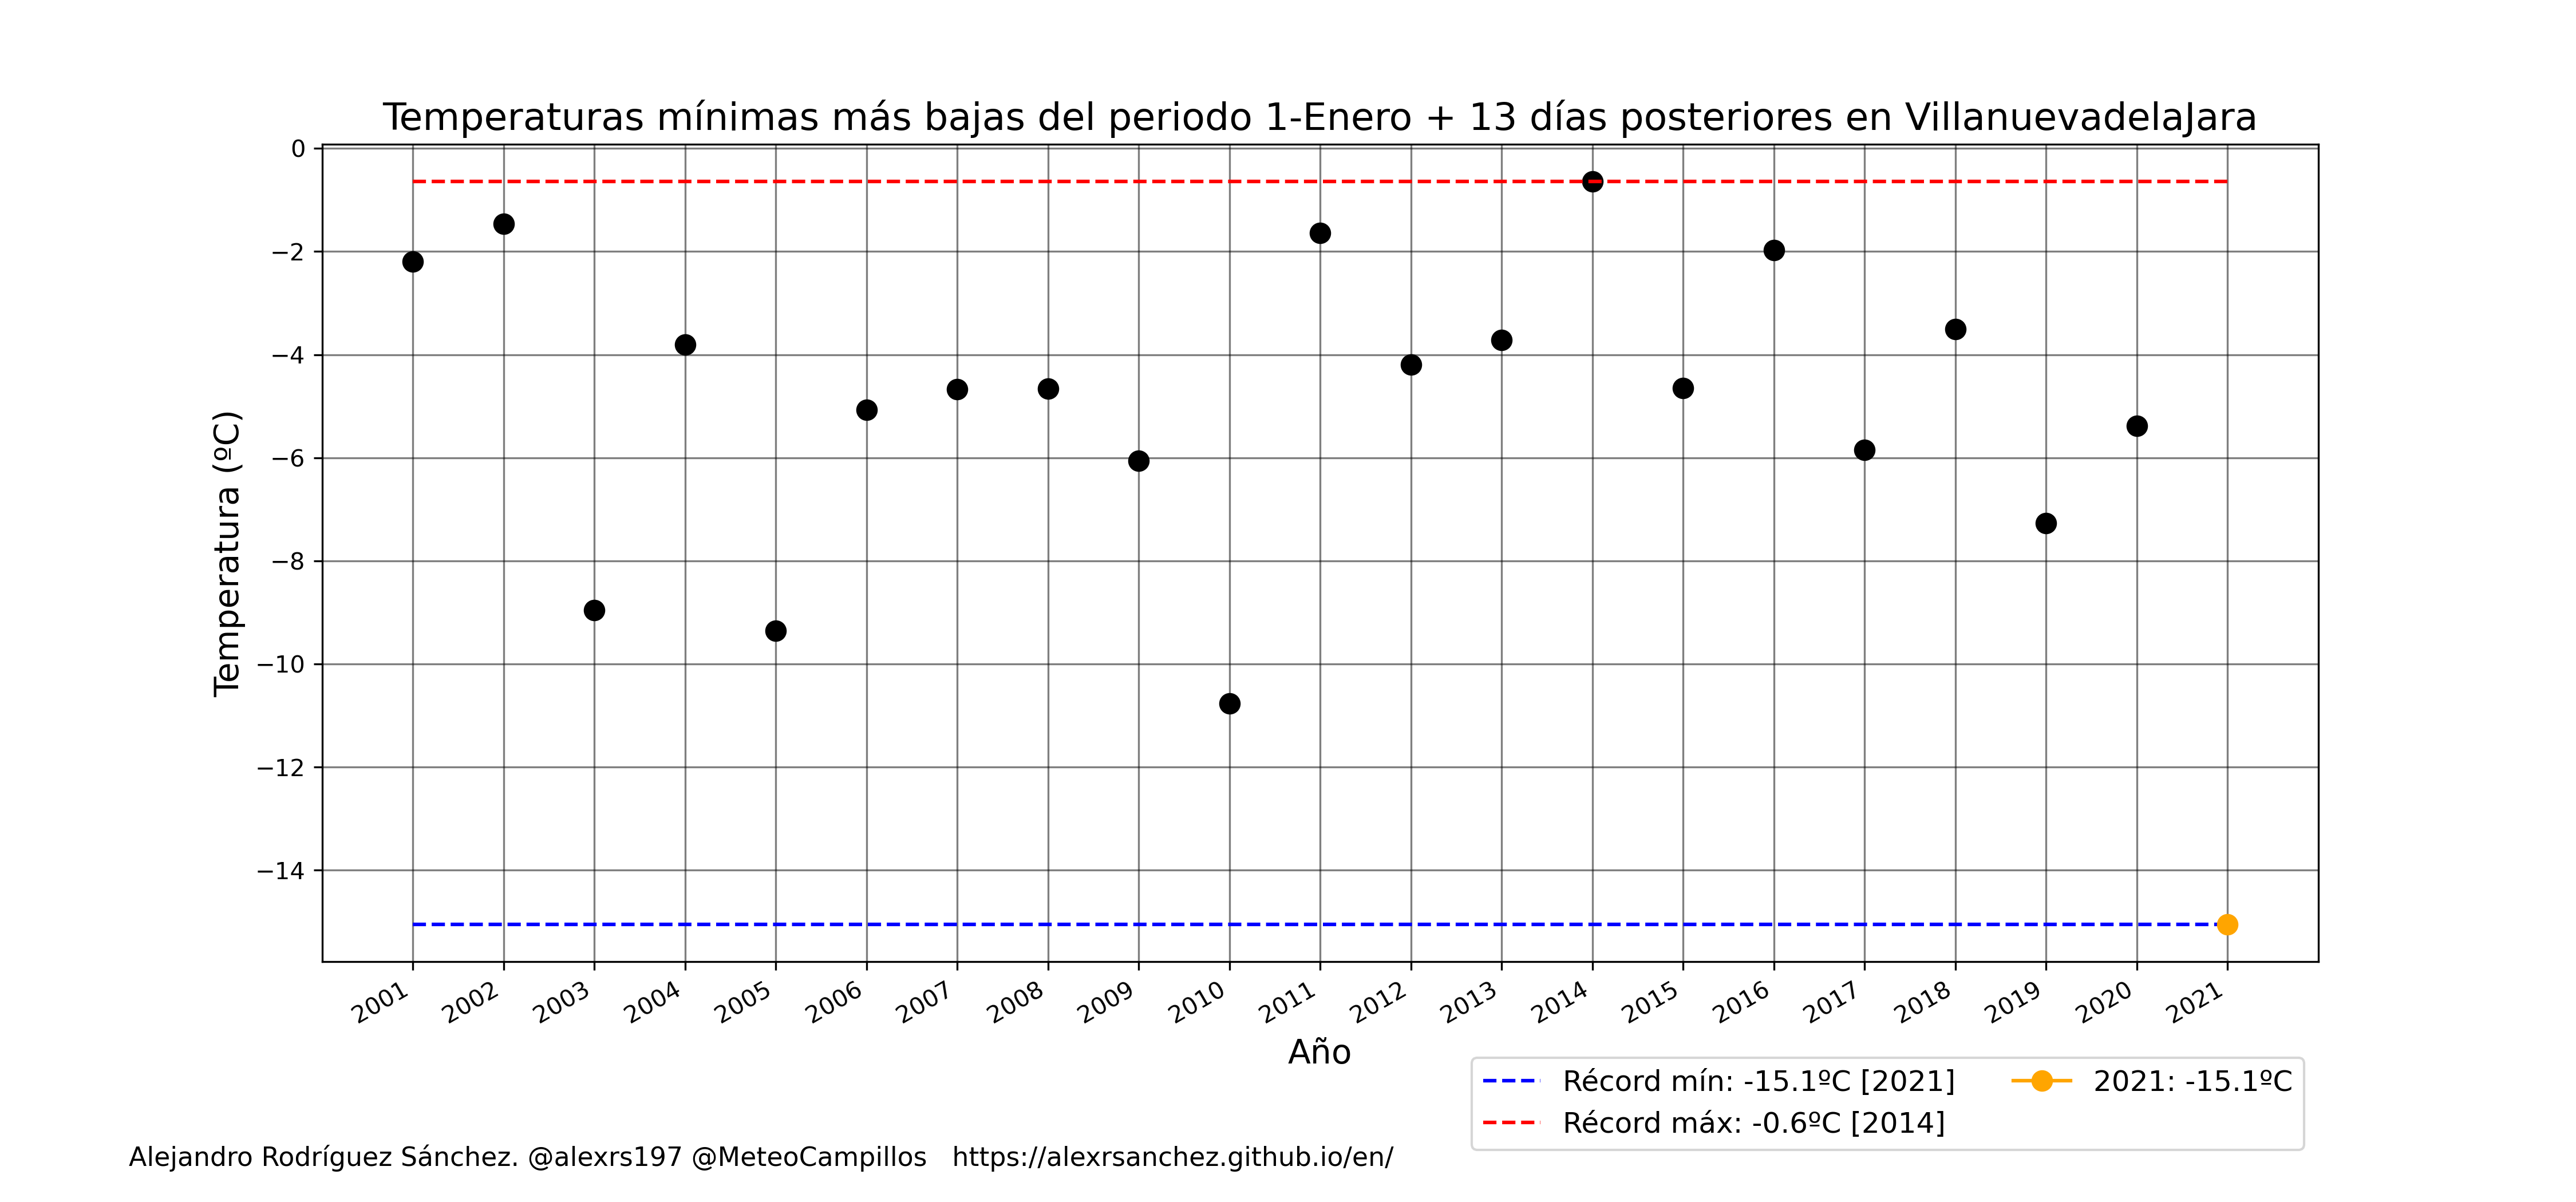 Temperaturas mínimas más bajas del periodo 1-Enero + 13 días posteriores en VillanuevadelaJara
Temperatura (ºC)
0
−2
−4
−6
−8
−10
−12
−14
2001 2002 2003 2004 2005 2006 2007 2008 2009 2010 2011 2012 2013 2014 2015 2016 2017 2018 2019 2020 2021
Año
Récord mín: -15.1ºC [2021]
Récord máx: -0.6ºC [2014]
2021: -15.1ºC
Alejandro Rodríguez Sánchez. @alexrs197 @MeteoCampillos https://alexrsanchez.github.io/en/